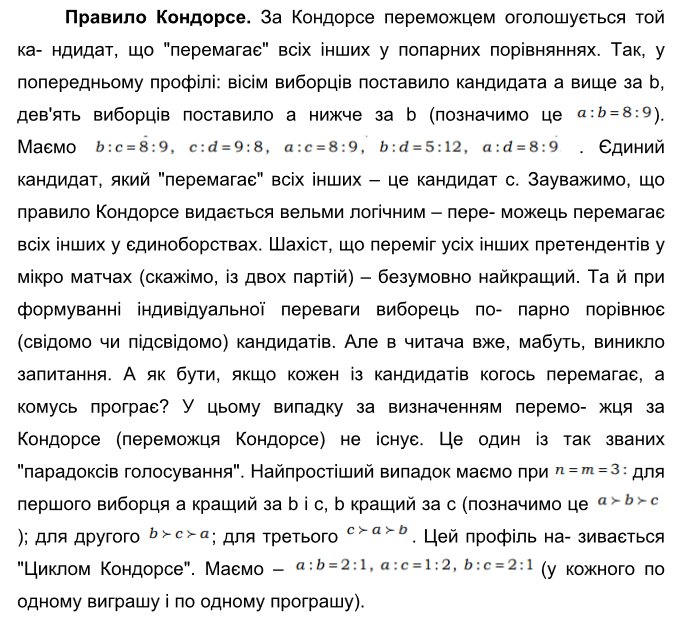 Правило Кондорсе. За Кондорсе переможцем оголошується той
ка- ндидат, що "перемагає" всіх інших у попарних порівняннях. Так, у
попередньому профілі: вісім виборців поставило кандидата a вище за b,
дев'ять виборців поставило a нижче за b (позначимо це a:b=8:9).
Маємо b:c=8:9, c:d=9:8, a:c=8:9, b:d=5:12, a:d=8:9 . Єдиний
кандидат, який "перемагає" всіх інших – це кандидат c. Зауважимо, що
правило Кондорсе видається вельми логічним – пере- можець перемагає
всіх інших у єдиноборствах. Шахіст, що переміг усіх інших претендентів у
мікро матчах (скажімо, із двох партій) – безумовно найкращий. Та й при
формуванні індивідуальної переваги виборець по- парно порівнює
(свідомо чи підсвідомо) кандидатів. Але в читача вже, мабуть, виникло
запитання. А як бути, якщо кожен із кандидатів когось перемагає, а
комусь програє? У цьому випадку за визначенням перемо- жця за
Кондорсе (переможця Кондорсе) не існує. Це один із так званих
"парадоксів голосування". Найпростіший випадок маємо при n=m=3: для
першого виборця a кращий за b і c, b кращий за c (позначимо це a≻b≻c
); для другого b≻c≻a; для третього c≻a≻b . Цей профіль на- зивається
"Циклом Кондорсе". Маємо – a:b=2:1, a:c=1:2, b:c=2:1 (у кожного по
одному виграшу і по одному програшу).